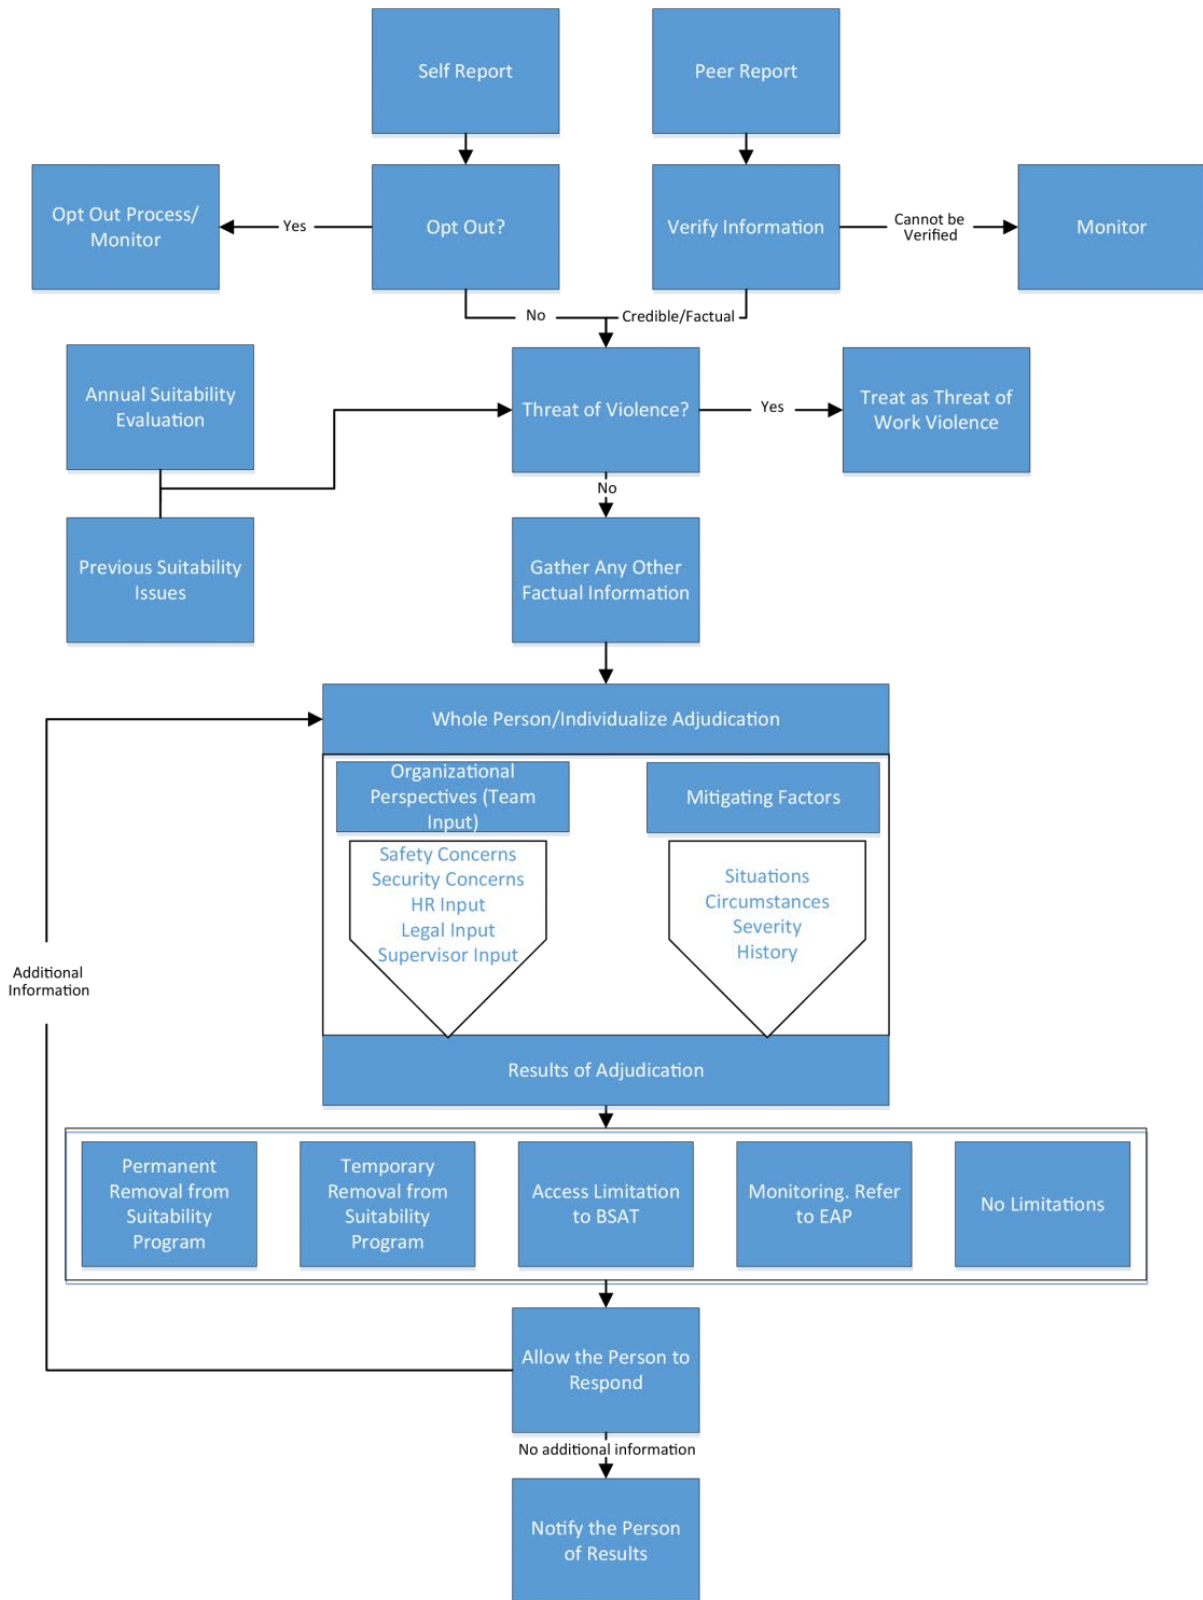 Self Report
Peer Report
Opt Out Process/
Monitor
Yes
Opt Out?
Verify Information
Cannot be
Verified
Monitor
No
Credible/Factual
Annual Suitability
Evaluation
Threat of Violence?
Yes
Treat as Threat of
Work Violence
No
Previous Suitability
Issues
Gather Any Other
Factual Information
Whole Person/Individualize Adjudication
Organizational
Perspectives (Team
Input)
Mitigating Factors
Safety Concerns
Security Concerns
HR Input
Legal Input
Supervisor Input
Situations
Circumstances
Severity
History
Additional
Information
Results of Adjudication
Permanent
Removal from
Suitability
Program
Temporary
Removal from
Suitability
Program
Access Limitation
to BSAT
Monitoring. Refer
to EAP
No Limitations
Allow the Person to
Respond
No additional information
Notify the Person
of Results